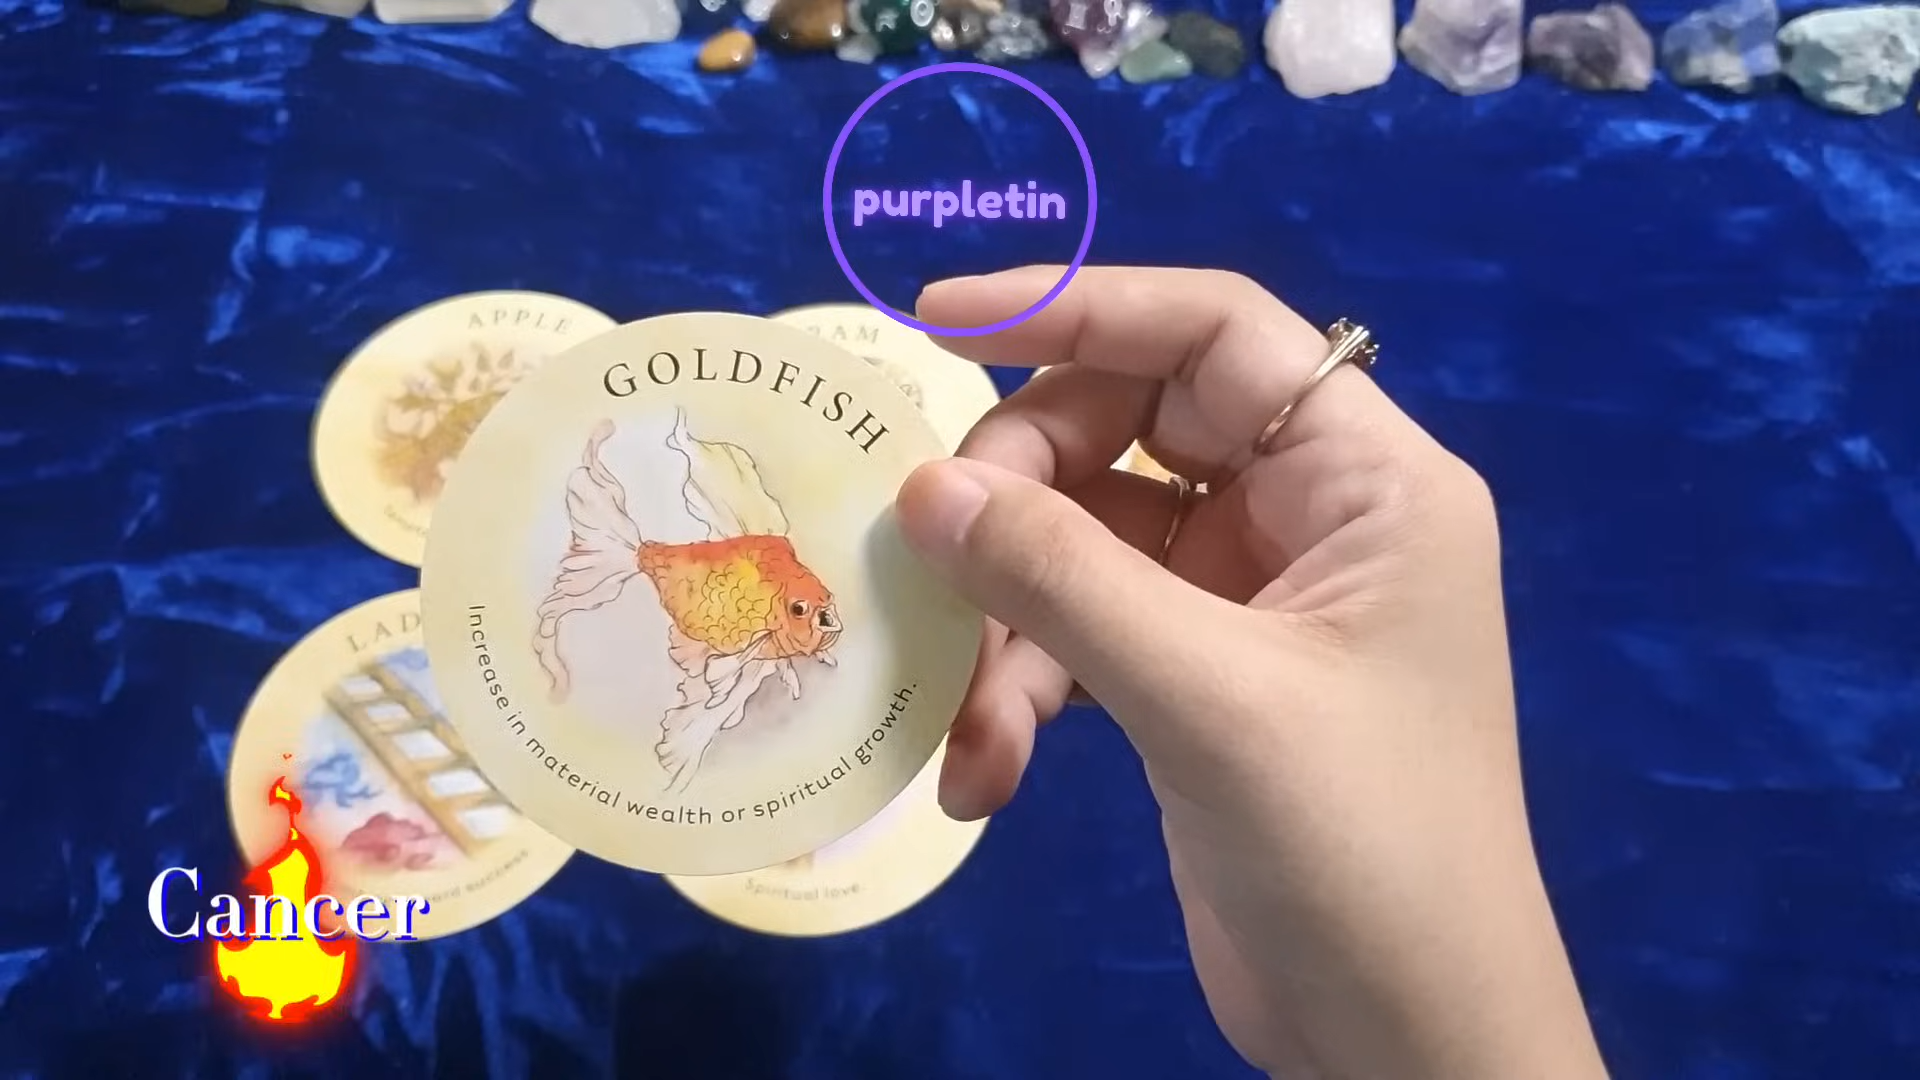 purpletin
APPLE
GOLDFISH
Increase in material wealth or spiritual growth.
Spiritual love.
Cancer